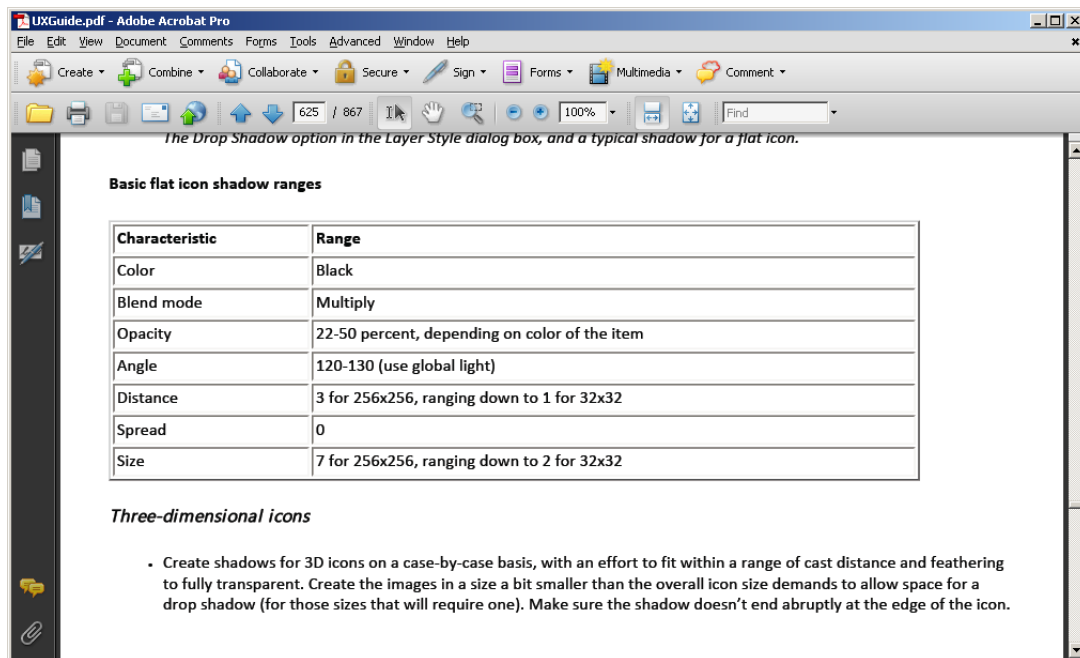 UXGuide.pdf - Adobe Acrobat Pro
File Edit View Document Comments Forms Tools Advanced Window Help
Create Combine Collaborate Secure Sign Forms Multimedia Comment
625 / 867 100% Find
The Drop Shadow option in the Layer Style dialog box, and a typical shadow for a flat icon.
Basic flat icon shadow ranges
Characteristic Range
Color Black
Blend mode Multiply
Opacity 22-50 percent, depending on color of the item
Angle 120-130 (use global light)
Distance 3 for 256x256, ranging down to 1 for 32x32
Spread 0
Size 7 for 256x256, ranging down to 2 for 32x32
Three-dimensional icons
• Create shadows for 3D icons on a case-by-case basis, with an effort to fit within a range of cast distance and feathering
to fully transparent. Create the images in a size a bit smaller than the overall icon size demands to allow space for a
drop shadow (for those sizes that will require one). Make sure the shadow doesn’t end abruptly at the edge of the icon.